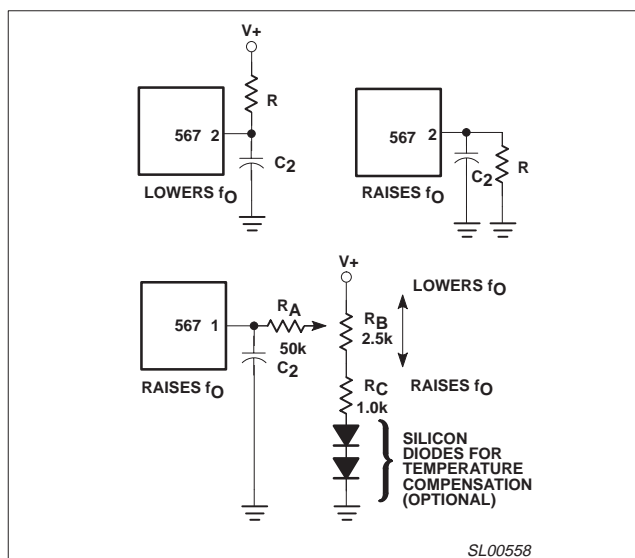 V+
R
567 2
C2
LOWERS fO
567 2
C2
R
RAISES fO
V+
LOWERS fO
567 1
RA
50k
C2
RB
2.5k
RAISES fO
RAISES fO
RC
1.0k
SILICON
DIODES FOR
TEMPERATURE
COMPENSATION
(OPTIONAL)
SL00558